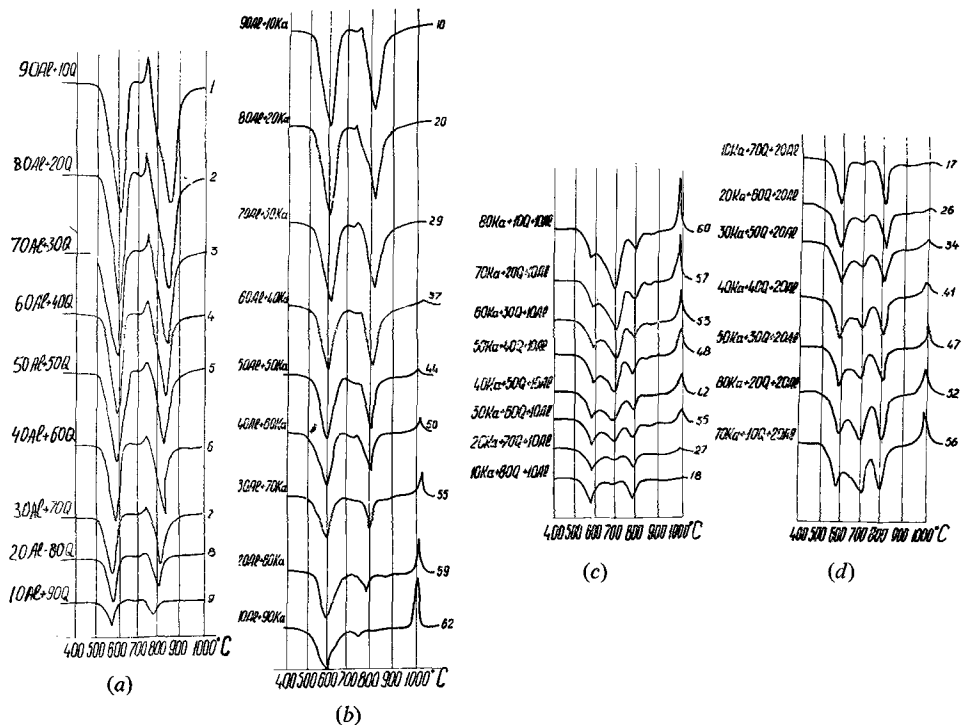 90Al+10Q 1
80Al+20Q 2
70Al+30Q 3
60Al+40Q 4
50Al+50Q 5
40Al+60Q 6
30Al+70Q 7
20Al-80Q 8
10Al+90Q 9
400 500 600 700 800 900 1000°C
(a)
90Al+10Ka 10
80Al+20Ka 20
70Al+30Ka 29
60Al+40Ka 37
50Al+50Ka 44
40Al+60Ka 50
30Al+70Ka 55
20Al+80Ka 59
10Al+90Ka 62
400 500 600 700 800 900 1000°C
(b)
80Ka+10Q+10Al 60
70Ka+20Q+10Al 57
60Ka+30Q+10Al 53
50Ka+40Q+10Al 48
40Ka+50Q+10Al 42
30Ka+60Q+10Al 35
20Ka+70Q+10Al 27
10Ka+80Q+10Al 18
400 500 600 700 800 900 1000°C
(c)
10Ka+70Q+20Al 17
20Ka+60Q+20Al 26
30Ka+50Q+20Al 34
40Ka+40Q+20Al 41
50Ka+30Q+20Al 47
60Ka+20Q+20Al 52
70Ka+10Q+20Al 56
400 500 600 700 800 900 1000°C
(d)